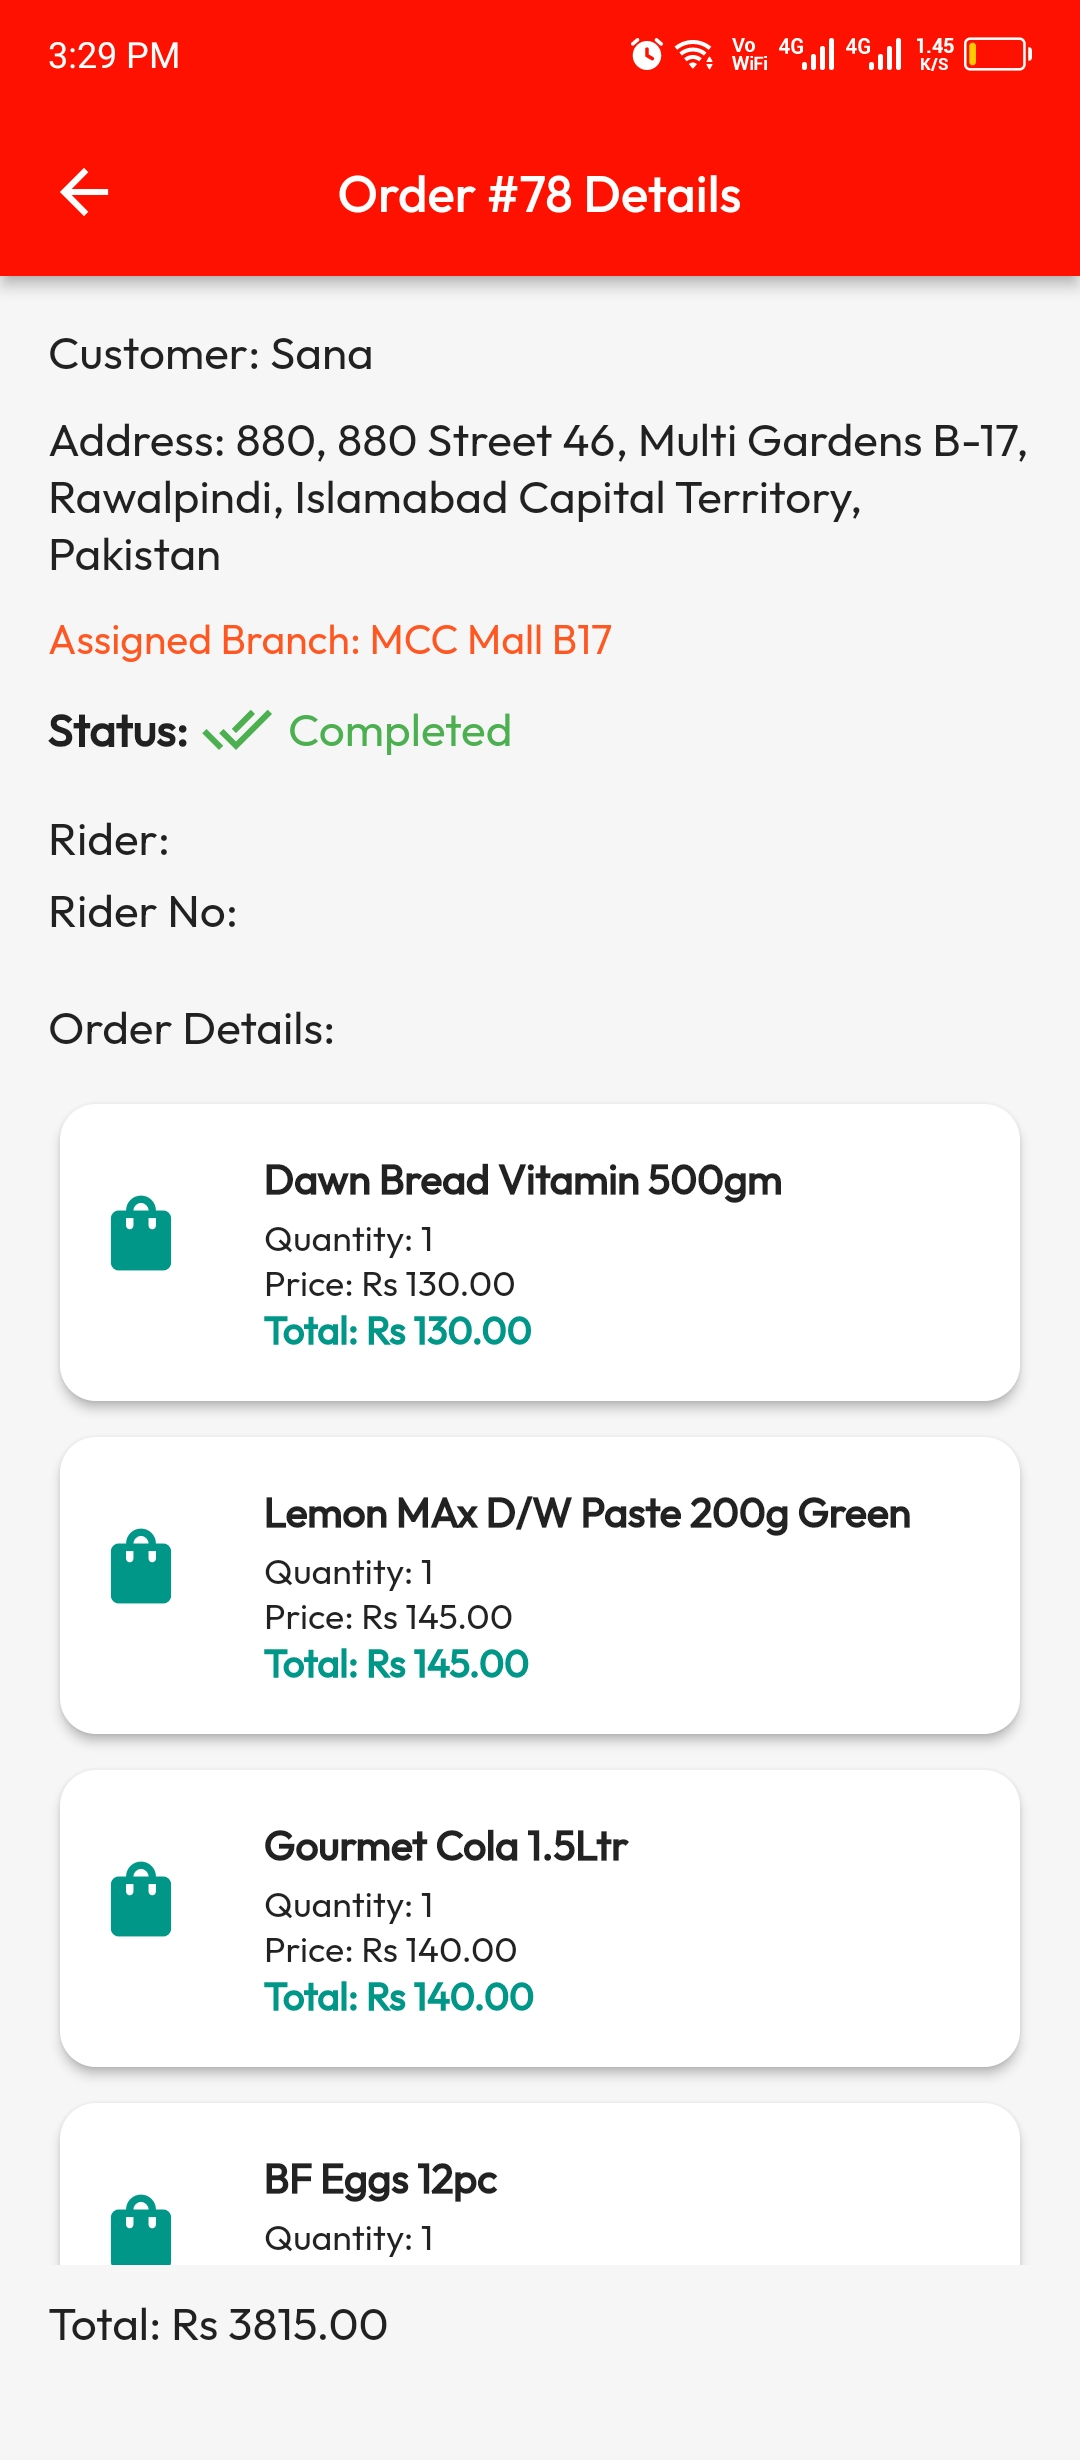 3:29 PM
Vo WiFi 4G 4G 1.45 K/S
Order #78 Details
Customer: Sana
Address: 880, 880 Street 46, Multi Gardens B-17,
Rawalpindi, Islamabad Capital Territory,
Pakistan
Assigned Branch: MCC Mall B17
Status: Completed
Rider:
Rider No:
Order Details:
Dawn Bread Vitamin 500gm
Quantity: 1
Price: Rs 130.00
Total: Rs 130.00
Lemon MAx D/W Paste 200g Green
Quantity: 1
Price: Rs 145.00
Total: Rs 145.00
Gourmet Cola 1.5Ltr
Quantity: 1
Price: Rs 140.00
Total: Rs 140.00
BF Eggs 12pc
Quantity: 1
Total: Rs 3815.00